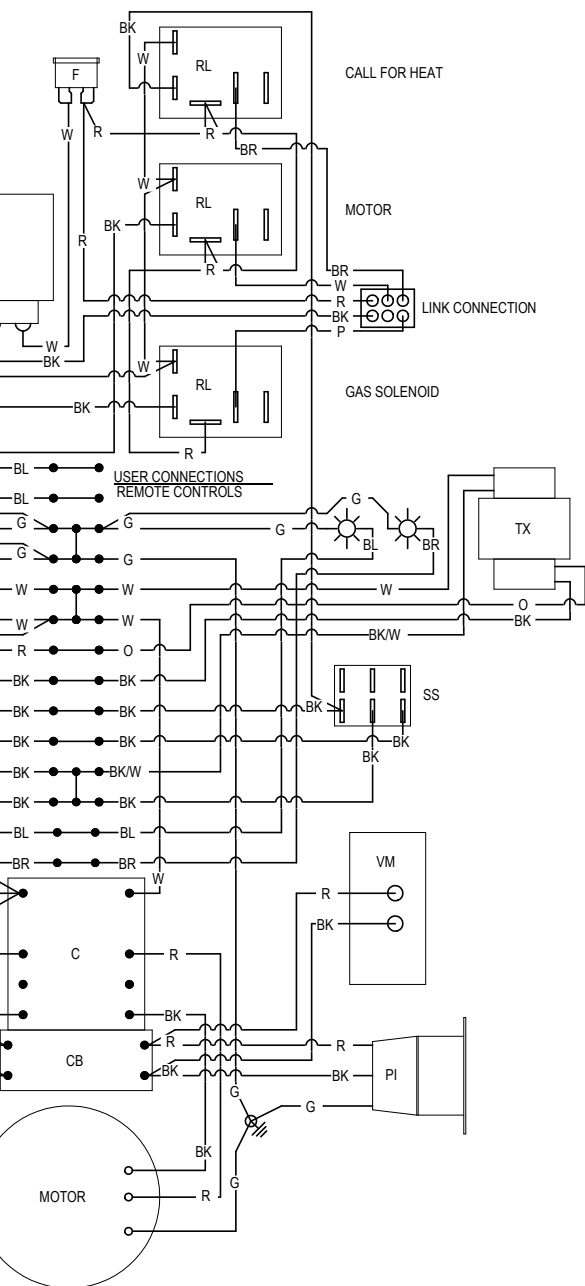 BK
W
RL
CALL FOR HEAT
F
W
R
R
BR
W
RL
MOTOR
BK
R
R
BR
W
R
BK
P
LINK CONNECTION
W
BK
W
RL
GAS SOLENOID
BK
R
BL
USER CONNECTIONS
REMOTE CONTROLS
BL
G
G
G
G
BL
BR
TX
G
G
W
W
W
W
W
O
BK
R
O
BK/W
BK
BK
BK
BK
BK
SS
BK
BK
BK
BK
BK/W
BK
BK
BL
BL
BR
BR
VM
W
R
BK
C
R
BK
R
R
CB
BK
BK
PI
G
G
BK
G
MOTOR
R